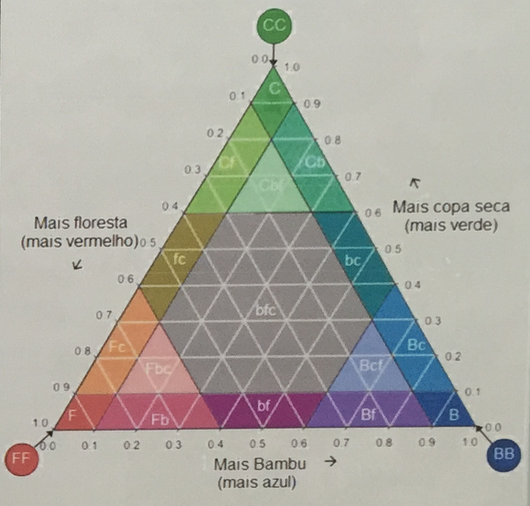 CC
0.0 1.0
C
0.1 0.9
0.2 0.8
Cf Cb
0.3 Cbf 0.7
0.4 0.6
Mais floresta
(mais vermelho)
Mais copa seca
(mais verde)
0.5 0.5
fc bc
0.6 0.4
0.7 bfc 0.3
Fc Bc
0.8 0.2
Fbc Bcf
0.9 0.1
F Fb bf Bf B
1.0 0.0
0.0 0.1 0.2 0.3 0.4 0.5 0.6 0.7 0.8 0.9 1.0
FF BB
Mais Bambu
(mais azul)